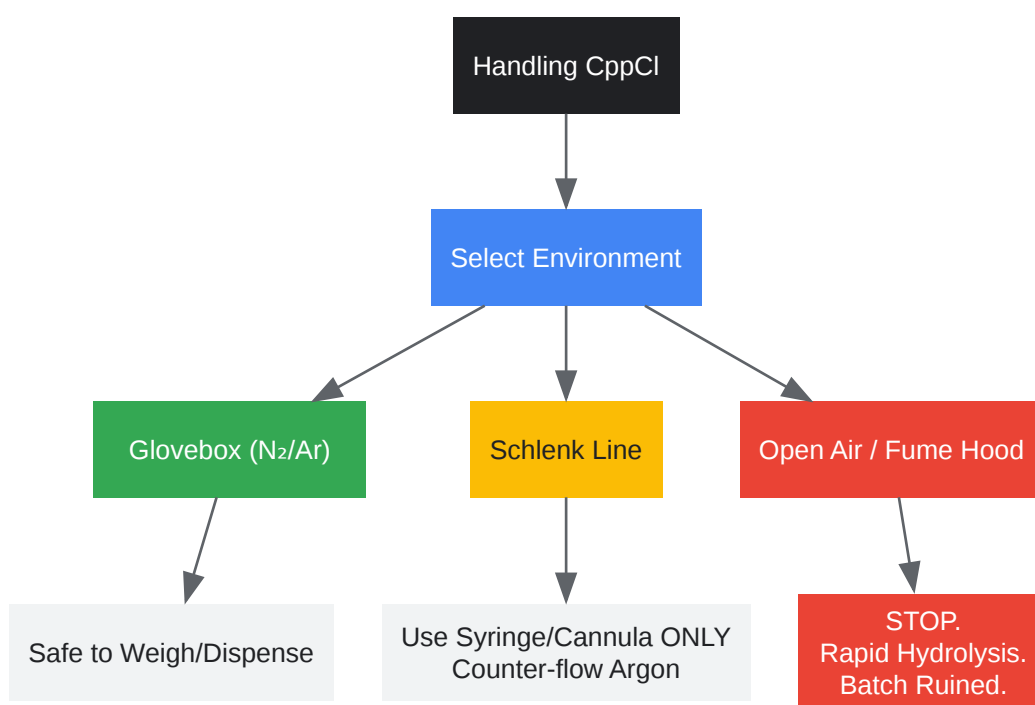 Handling CppCl
Select Environment
Glovebox (N₂/Ar)
Schlenk Line
Open Air / Fume Hood
Safe to Weigh/Dispense
Use Syringe/Cannula ONLY
Counter-flow Argon
STOP.
Rapid Hydrolysis.
Batch Ruined.